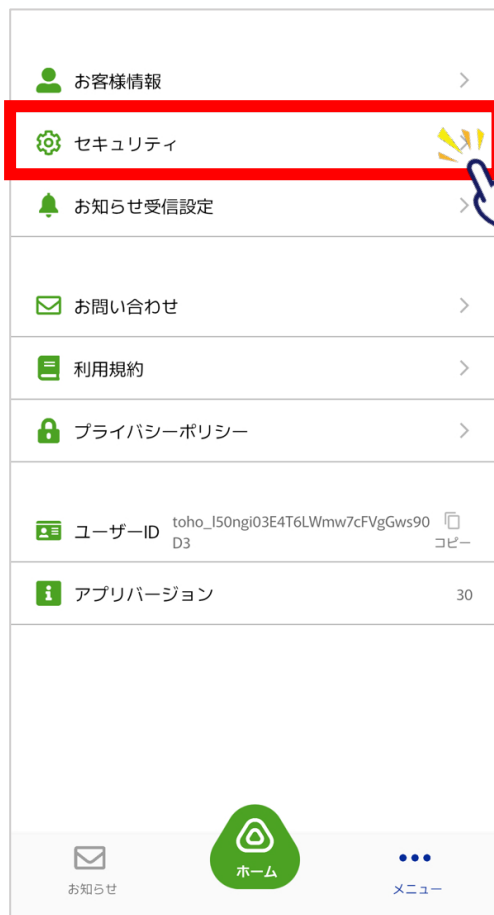 お客様情報
セキュリティ
お知らせ受信設定
お問い合わせ
利用規約
プライバシーポリシー
ユーザーID toho_I50ngi03E4T6LWmw7cFVgGws90
D3 コピー
アプリバージョン 30
お知らせ ホーム メニュー